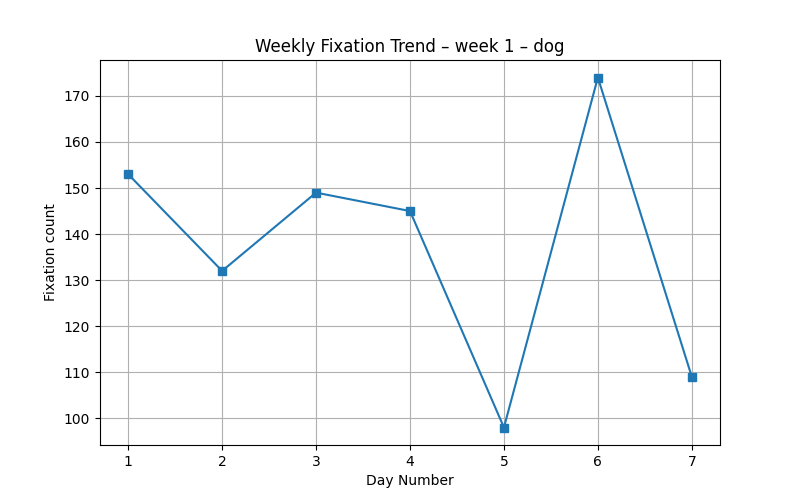 Weekly Fixation Trend – week 1 – dog
170
160
150
140
130
120
110
100
Fixation count
1 2 3 4 5 6 7
Day Number